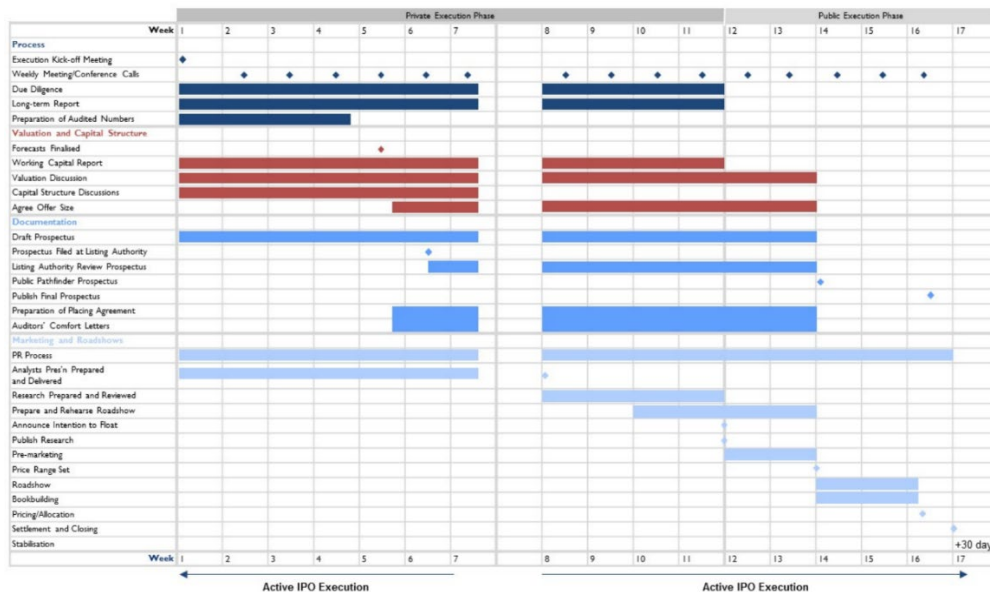 Private Execution Phase Public Execution Phase
Week 1 2 3 4 5 6 7 8 9 10 11 12 13 14 15 16 17
Process
Execution Kick-off Meeting
Weekly Meeting/Conference Calls
Due Diligence
Long-term Report
Preparation of Audited Numbers
Valuation and Capital Structure
Forecasts Finalised
Working Capital Report
Valuation Discussion
Capital Structure Discussions
Agree Offer Size
Documentation
Draft Prospectus
Prospectus Filed at Listing Authority
Listing Authority Review Prospectus
Public Pathfinder Prospectus
Publish Final Prospectus
Preparation of Placing Agreement
Auditors' Comfort Letters
Marketing and Roadshows
PR Process
Analysts Pres'n Prepared
and Delivered
Research Prepared and Reviewed
Prepare and Rehearse Roadshow
Announce Intention to Float
Publish Research
Pre-marketing
Price Range Set
Roadshow
Bookbuilding
Pricing/Allocation
Settlement and Closing
Stabilisation +30 day
Week 1 2 3 4 5 6 7 8 9 10 11 12 13 14 15 16 17
Active IPO Execution Active IPO Execution